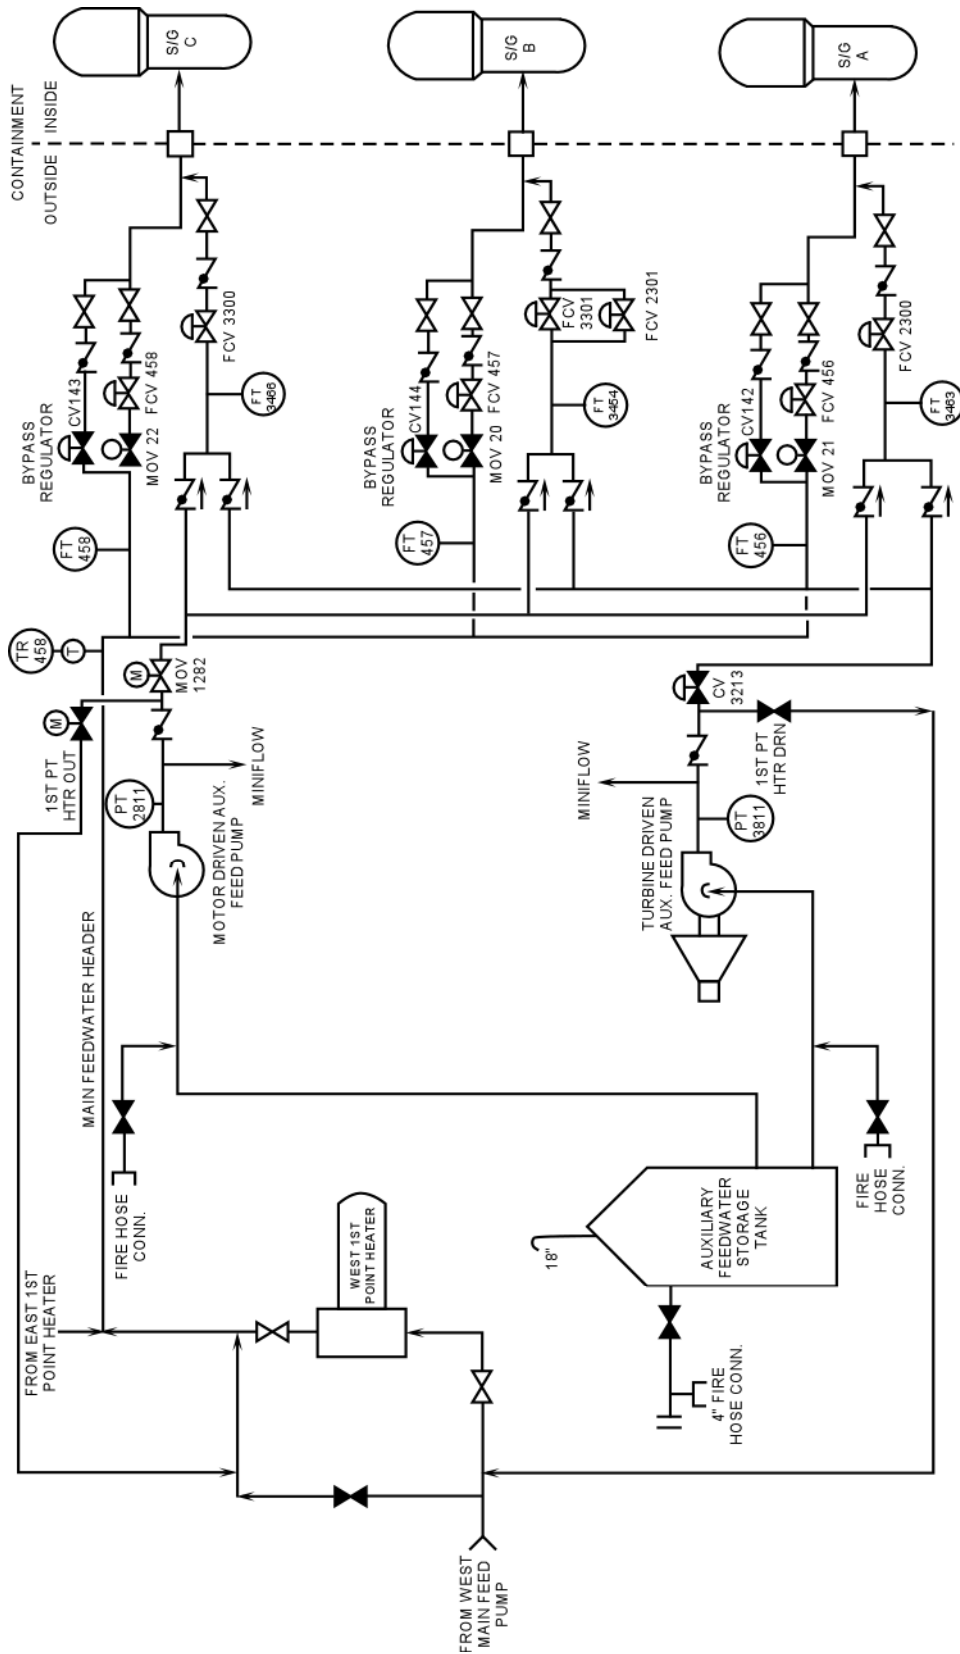 CONTAINMENT
OUTSIDE INSIDE
S/G
C
S/G
B
S/G
A
FCV 3300
FCV
3301
FCV 2301
FCV 2300
BYPASS
REGULATOR
CV143
MOV 22
FCV 458
FT
3466
BYPASS
REGULATOR
CV144
MOV 20
FCV 457
FT
3464
BYPASS
REGULATOR
CV142
MOV 21
FCV 456
FT
3463
FT
458
FT
457
FT
456
TR
458
T
M
MOV
1282
M
1ST PT
HTR OUT
PT
2811
MINIFLOW
MOTOR DRIVEN AUX.
FEED PUMP
CV
3213
1ST PT
HTR DRN
MINIFLOW
PT
3811
TURBINE DRIVEN
AUX. FEED PUMP
MAIN FEEDWATER HEADER
FIRE HOSE
CONN.
FROM EAST 1ST
POINT HEATER
WEST 1ST
POINT HEATER
18"
AUXILIARY
FEEDWATER
STORAGE
TANK
FIRE
HOSE
CONN.
4" FIRE
HOSE CONN.
FROM WEST
MAIN FEED
PUMP